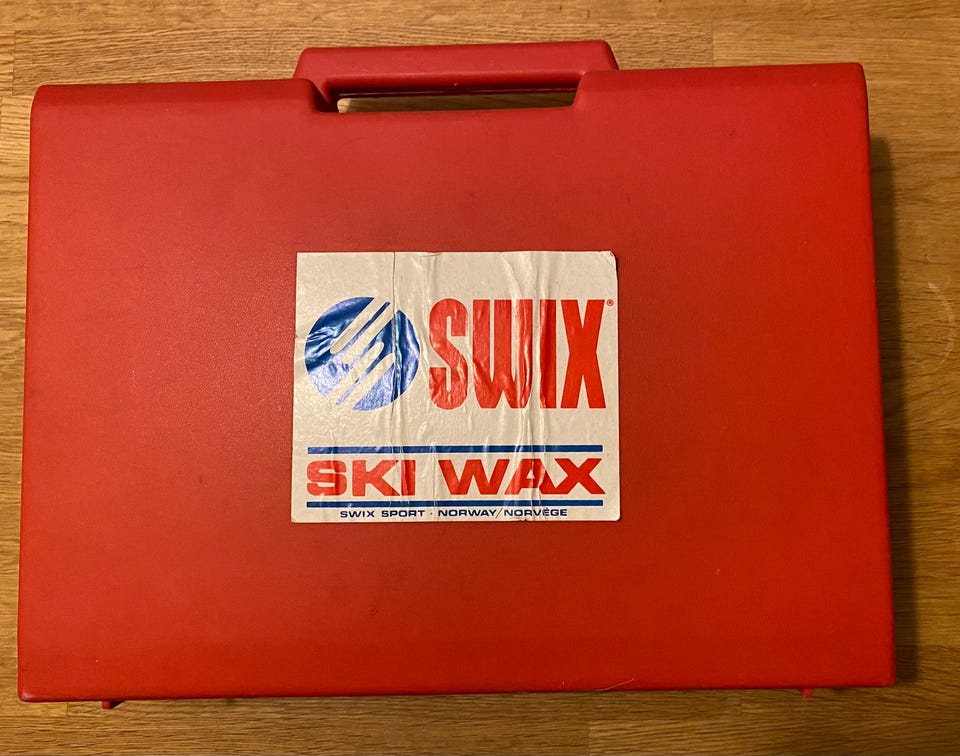 SWIX®
SKI WAX
SWIX SPORT · NORWAY/NORVÈGE